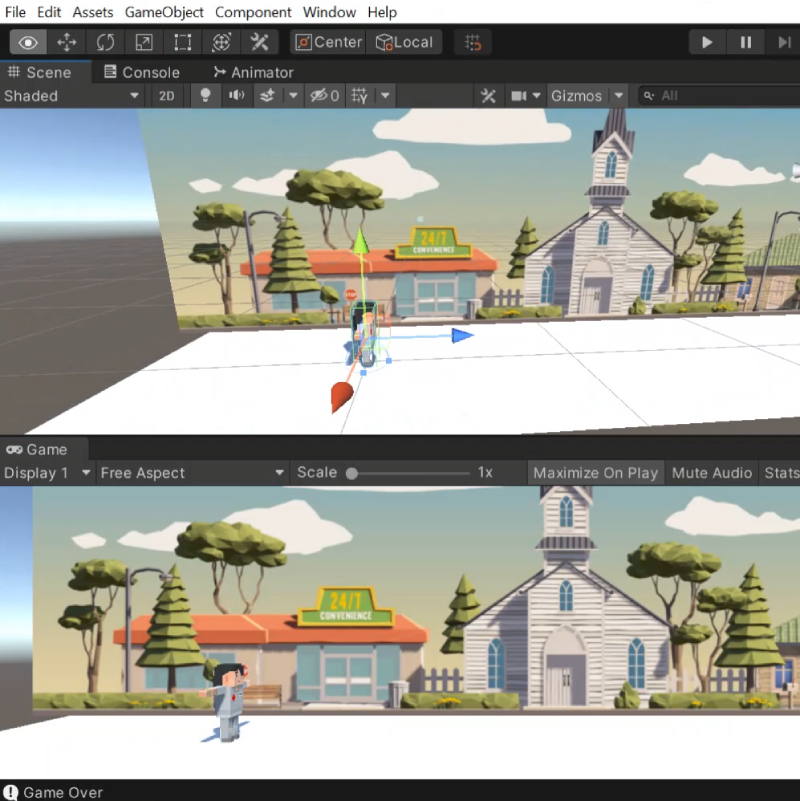 File Edit Assets GameObject Component Window Help
Center Local
Scene Console Animator
Shaded 2D 0 Gizmos All
24/7
CONVENIENCE
Game
Display 1 Free Aspect Scale 1x Maximize On Play Mute Audio Stats
24/7
CONVENIENCE
Game Over